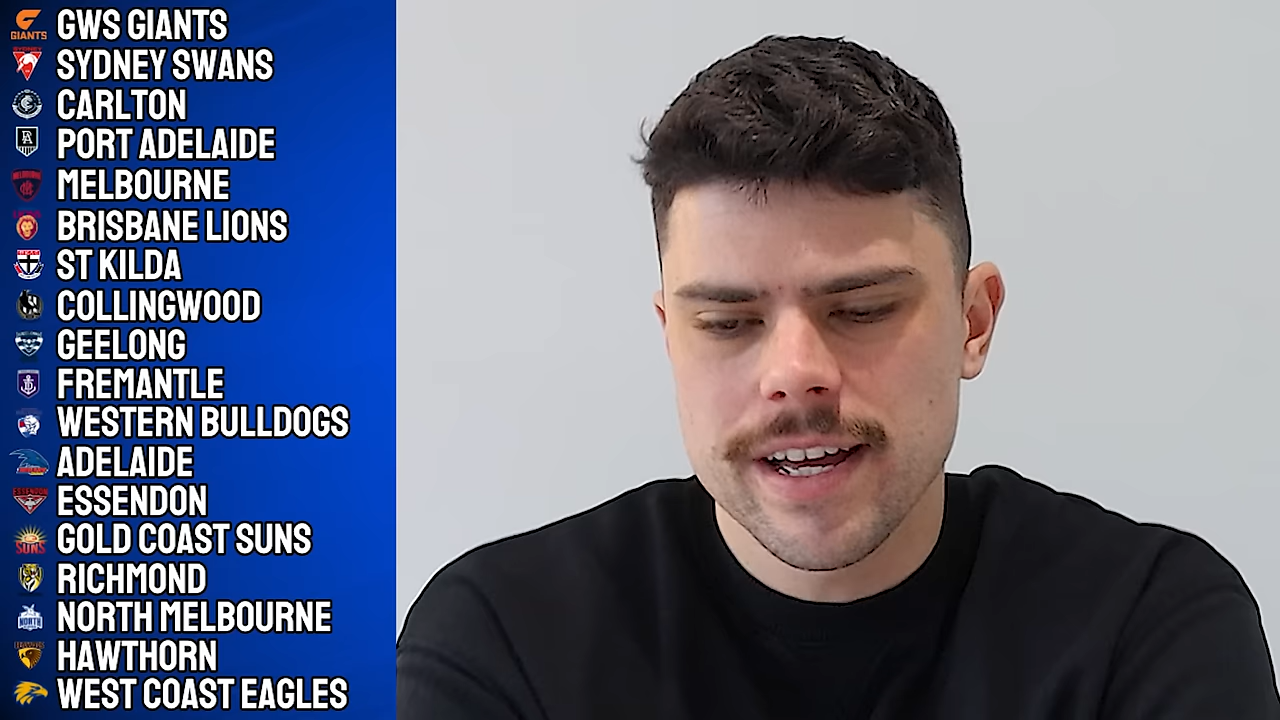 GWS GIANTS
SYDNEY SWANS
CARLTON
PORT ADELAIDE
MELBOURNE
BRISBANE LIONS
ST KILDA
COLLINGWOOD
GEELONG
FREMANTLE
WESTERN BULLDOGS
ADELAIDE
ESSENDON
GOLD COAST SUNS
RICHMOND
NORTH MELBOURNE
HAWTHORN
WEST COAST EAGLES